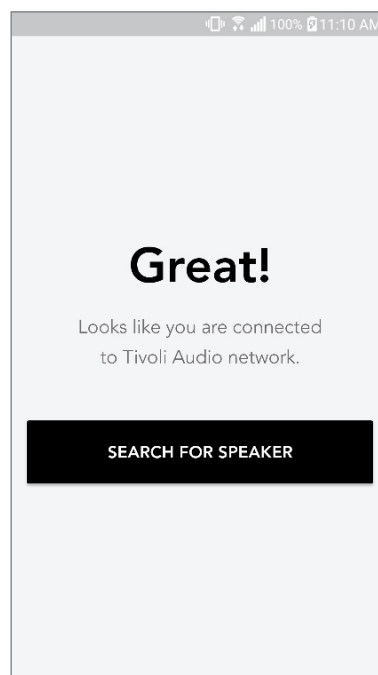 100% 11:10 AM
Great!
Looks like you are connected
to Tivoli Audio network.
SEARCH FOR SPEAKER